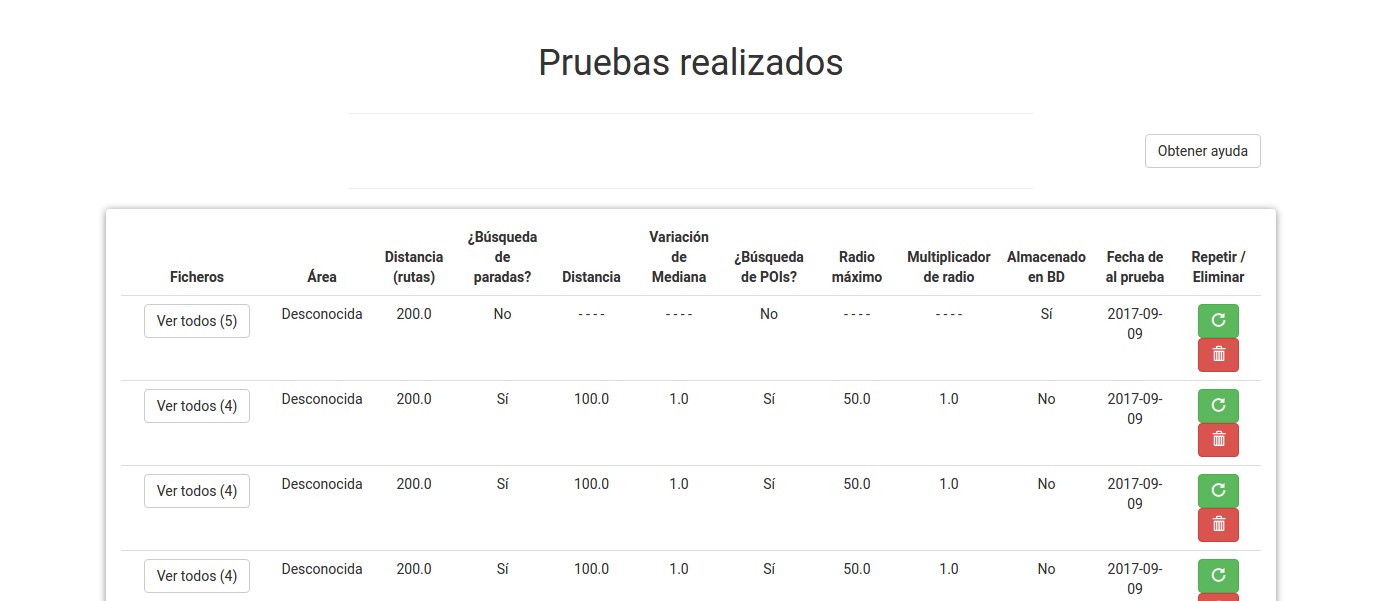 Pruebas realizados
Obtener ayuda
Ficheros Área Distancia (rutas) ¿Búsqueda de paradas? Distancia Variación de Mediana ¿Búsqueda de POIs? Radio máximo Multiplicador de radio Almacenado en BD Fecha de al prueba Repetir / Eliminar
Ver todos (5) Desconocida 200.0 No ---- ---- No ---- ---- Sí 2017-09-09
Ver todos (4) Desconocida 200.0 Sí 100.0 1.0 Sí 50.0 1.0 No 2017-09-09
Ver todos (4) Desconocida 200.0 Sí 100.0 1.0 Sí 50.0 1.0 No 2017-09-09
Ver todos (4) Desconocida 200.0 Sí 100.0 1.0 Sí 50.0 1.0 No 2017-09-09